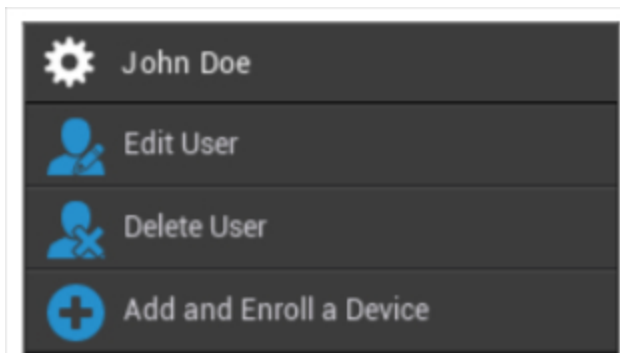 John Doe
Edit User
Delete User
Add and Enroll a Device